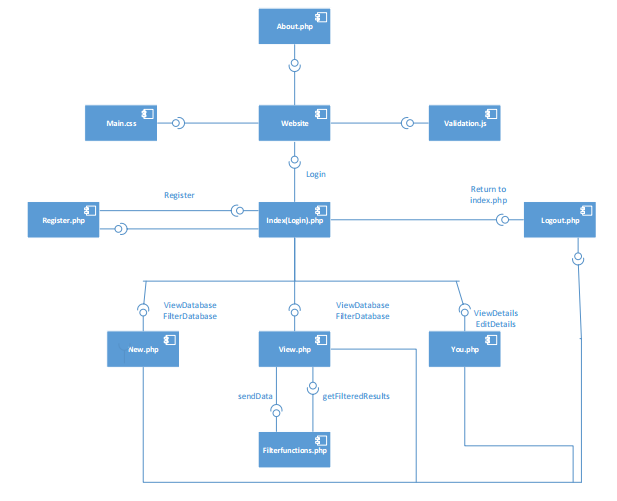 About.php
Main.css
Website
Validation.js
Login
Register
Return to
index.php
Register.php
Index(Login).php
Logout.php
ViewDatabase
FilterDatabase
ViewDatabase
FilterDatabase
ViewDetails
EditDetails
New.php
View.php
You.php
sendData
getFilteredResults
Filterfunctions.php